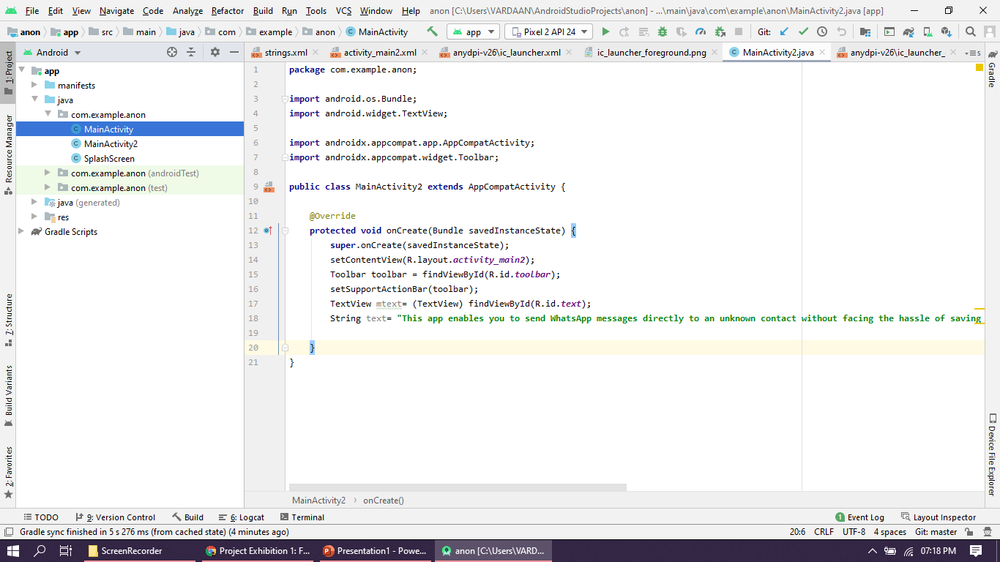 File Edit View Navigate Code Analyze Refactor Build Run Tools VCS Window Help anon [C:\Users\VARDAAN\AndroidStudioProjects\anon] - ...\main\java\com\example\anon\MainActivity2.java [app]
anon app src main java com example anon MainActivity app Pixel 2 API 24 Git:
Android strings.xml activity_main2.xml anydpi-v26\ic_launcher.xml ic_launcher_foreground.png MainActivity2.java anydpi-v26\ic_launcher_ 5
1: Project
Resource Manager
7: Structure
Build Variants
2: Favorites
app
manifests
java
com.example.anon
MainActivity
MainActivity2
SplashScreen
com.example.anon (androidTest)
com.example.anon (test)
java (generated)
res
Gradle Scripts
1 package com.example.anon;
2
3 import android.os.Bundle;
4 import android.widget.TextView;
5
6 import androidx.appcompat.app.AppCompatActivity;
7 import androidx.appcompat.widget.Toolbar;
8
9 public class MainActivity2 extends AppCompatActivity {
10
11 @Override
12 protected void onCreate(Bundle savedInstanceState) {
13 super.onCreate(savedInstanceState);
14 setContentView(R.layout.activity_main2);
15 Toolbar toolbar = findViewById(R.id.toolbar);
16 setSupportActionBar(toolbar);
17 TextView mtext= (TextView) findViewById(R.id.text);
18 String text= "This app enables you to send WhatsApp messages directly to an unknown contact without facing the hassle of saving
19
20 }
21 }
Gradle
Device File Explorer
MainActivity2 onCreate()
TODO 9: Version Control Build 6: Logcat Terminal 1 Event Log Layout Inspector
Gradle sync finished in 5 s 276 ms (from cached state) (4 minutes ago) 20:6 CRLF UTF-8 4 spaces Git: master
ScreenRecorder Project Exhibition 1: F... Presentation1 - Powe... anon [C:\Users\VARD... 07:18 PM